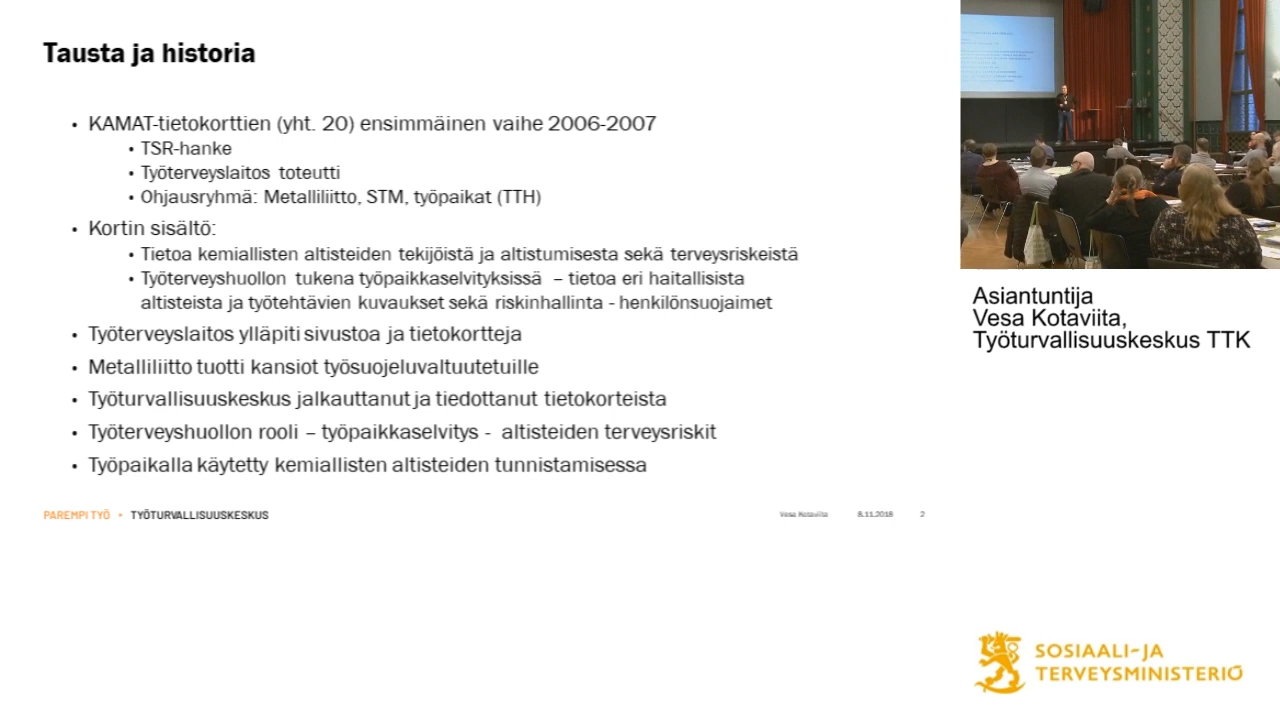 Tausta ja historia
• KAMAT-tietokorttien (yht. 20) ensimmäinen vaihe 2006-2007
• TSR-hanke
• Työterveyslaitos toteutti
• Ohjausryhmä: Metalliliitto, STM, työpaikat (TTH)
• Kortin sisältö:
• Tietoa kemiallisten altisteiden tekijöistä ja altistumisesta sekä terveysriskeistä
• Työterveyshuollon tukena työpaikkaselvityksissä – tietoa eri haitallisista
altisteista ja työtehtävien kuvaukset sekä riskinhallinta - henkilönsuojaimet
• Työterveyslaitos ylläpiti sivustoa ja tietokortteja
• Metalliliitto tuotti kansiot työsuojeluvaltuutetuille
• Työturvallisuuskeskus jalkauttanut ja tiedottanut tietokorteista
• Työterveyshuollon rooli – työpaikkaselvitys - altisteiden terveysriskit
• Työpaikalla käytetty kemiallisten altisteiden tunnistamisessa
PAREMPI TYÖ • TYÖTURVALLISUUSKESKUS
Vesa Kotaviita 8.11.2018 2
Asiantuntija
Vesa Kotaviita,
Työturvallisuuskeskus TTK
SOSIAALI- JA
TERVEYSMINISTERIÖ